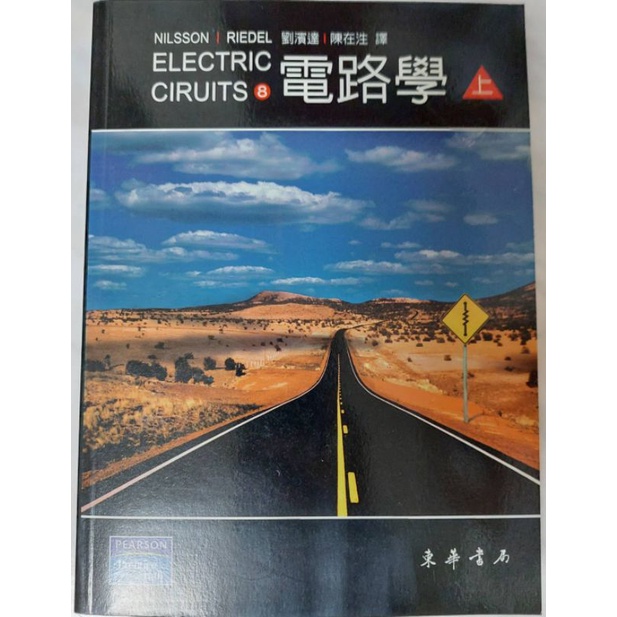 NILSSON | RIEDEL 劉濱達 | 陳在泩 譯
ELECTRIC
CIRUITS 8 電路學 上
PEARSON
東華書局